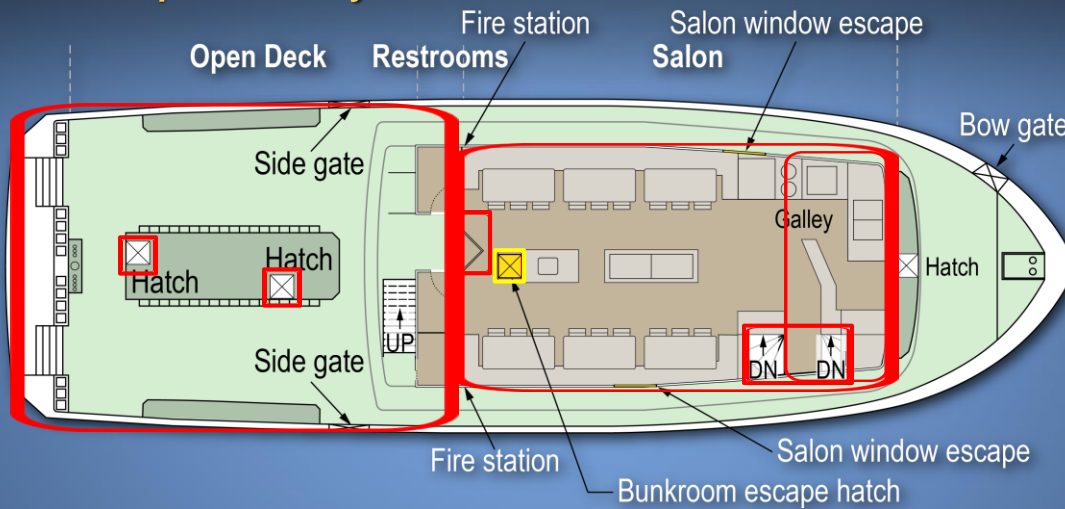 Fire station
Salon window escape
Open Deck
Restrooms
Salon
Bow gate
Side gate
Galley
Hatch
Hatch
Hatch
UP
Side gate
DN
DN
Fire station
Salon window escape
Bunkroom escape hatch